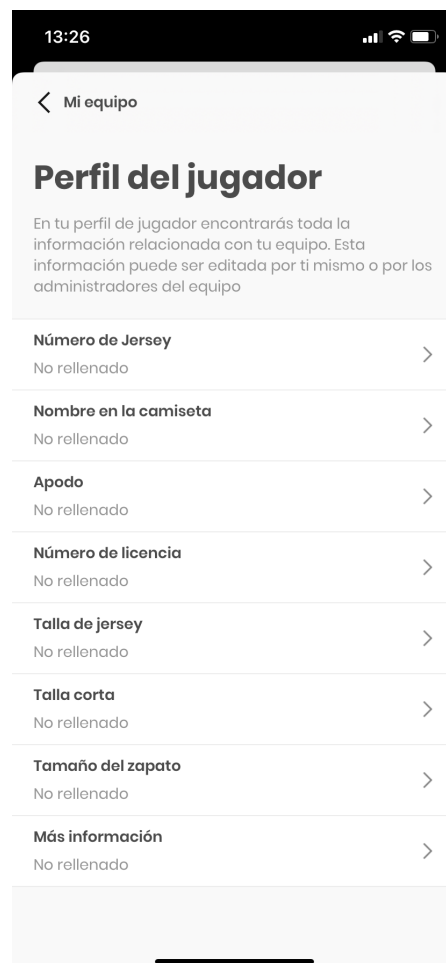 13:26
Mi equipo
Perfil del jugador
En tu perfil de jugador encontrarás toda la
información relacionada con tu equipo. Esta
información puede ser editada por ti mismo o por los
administradores del equipo
Número de Jersey
No rellenado
Nombre en la camiseta
No rellenado
Apodo
No rellenado
Número de licencia
No rellenado
Talla de jersey
No rellenado
Talla corta
No rellenado
Tamaño del zapato
No rellenado
Más información
No rellenado